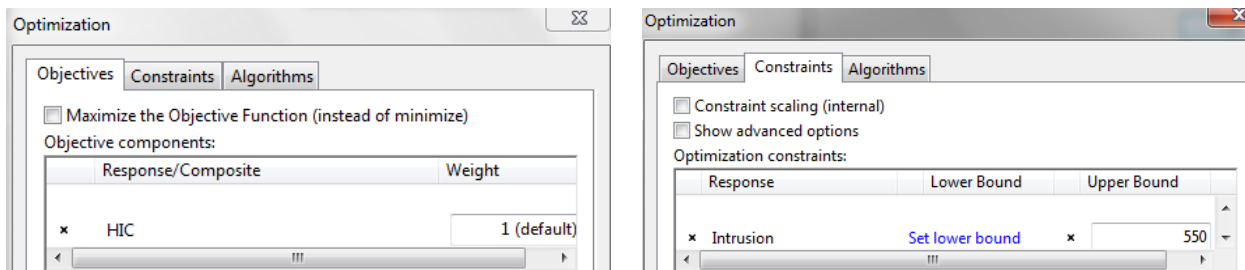 Optimization
Objectives Constraints Algorithms
Maximize the Objective Function (instead of minimize)
Objective components:
Response/Composite Weight
HIC 1 (default)
Optimization
Objectives Constraints Algorithms
Constraint scaling (internal)
Show advanced options
Optimization constraints:
Response Lower Bound Upper Bound
Intrusion Set lower bound 550